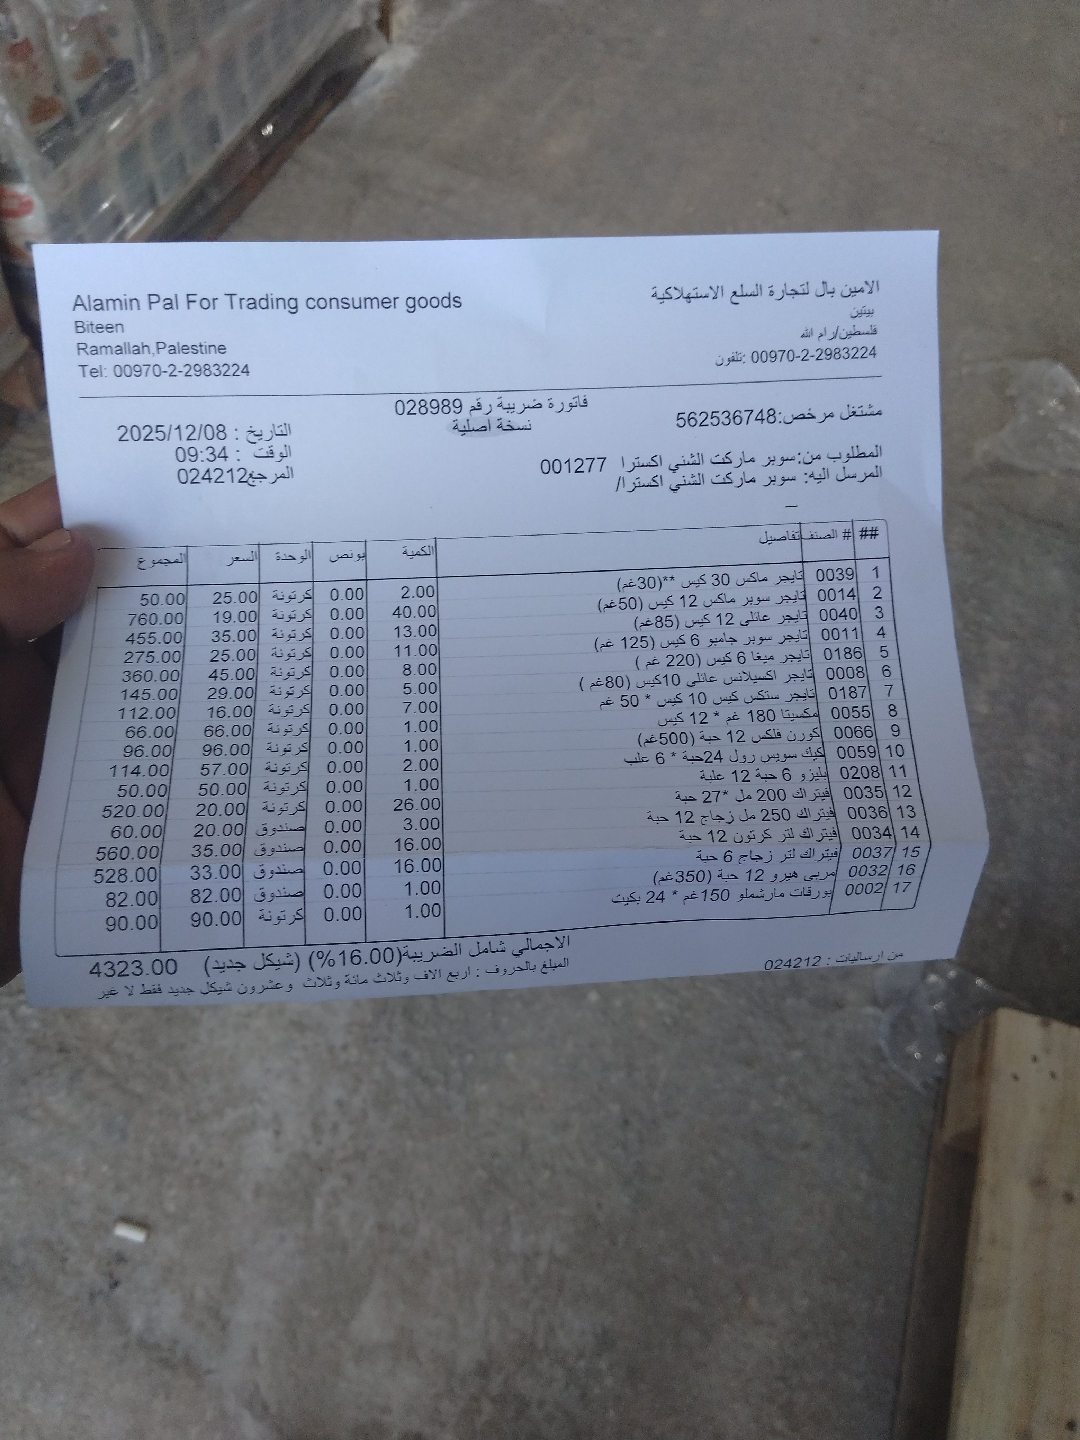 Alamin Pal For Trading consumer goods
Biteen
Ramallah,Palestine
Tel: 00970-2-2983224
الامين بال لتجارة السلع الاستهلاكية
بيتين
فلسطين/رام الله
تلفون: 00970-2-2983224
فاتورة ضريبة رقم 028989
نسخة أصلية
مشتغل مرخص:562536748
التاريخ : 2025/12/08
الوقت : 09:34
المرجع024212
المطلوب من:سوبر ماركت الشني اكسترا 001277
المرسل اليه: سوبر ماركت الشني اكسترا/
## # الصنف تفاصيل الكمية بونص الوحدة السعر المجموع
1 0039 تايجر ماكس 30 كيس **(30غم) 2.00 0.00 كرتونة 25.00 50.00
2 0014 تايجر سوبر ماكس 12 كيس (50غم) 40.00 0.00 كرتونة 19.00 760.00
3 0040 تايجر عائلي 12 كيس (85غم) 13.00 0.00 كرتونة 35.00 455.00
4 0011 تايجر سوبر جامبو 6 كيس (125 غم) 11.00 0.00 كرتونة 25.00 275.00
5 0186 تايجر ميغا 6 كيس (220 غم ) 8.00 0.00 كرتونة 45.00 360.00
6 0008 تايجر اكسيلانس عائلي 10كيس (80غم ) 5.00 0.00 كرتونة 29.00 145.00
7 0187 تايجر ستكس كيس 10 كيس * 50 غم 7.00 0.00 كرتونة 16.00 112.00
8 0055 مكسيتا 180 غم * 12 كيس 1.00 0.00 كرتونة 66.00 66.00
9 0066 كورن فلكس 12 حبة (500غم) 1.00 0.00 كرتونة 96.00 96.00
10 0059 كيك سويس رول 24حبة * 6 علب 2.00 0.00 كرتونة 57.00 114.00
11 0208 بليزو 6 حبة 12 علبة 1.00 0.00 كرتونة 50.00 50.00
12 0035 فيتراك 200 مل *27 حبة 26.00 0.00 كرتونة 20.00 520.00
13 0036 فيتراك 250 مل زجاج 12 حبة 3.00 0.00 صندوق 20.00 60.00
14 0034 فيتراك لتر كرتون 12 حبة 16.00 0.00 صندوق 35.00 560.00
15 0037 فيتراك لتر زجاج 6 حبة 16.00 0.00 صندوق 33.00 528.00
16 0032 مربى هيرو 12 حبة (350غم) 1.00 0.00 صندوق 82.00 82.00
17 0002 يورقات مارشملو 150غم * 24 بكيت 1.00 0.00 كرتونة 90.00 90.00
الاجمالي شامل الضريبة(16.00%) (شيكل جديد) 4323.00
المبلغ بالحروف : اربع الاف وثلاث مائة وثلاث وعشرون شيكل جديد فقط لا غير
من ارساليات : 024212